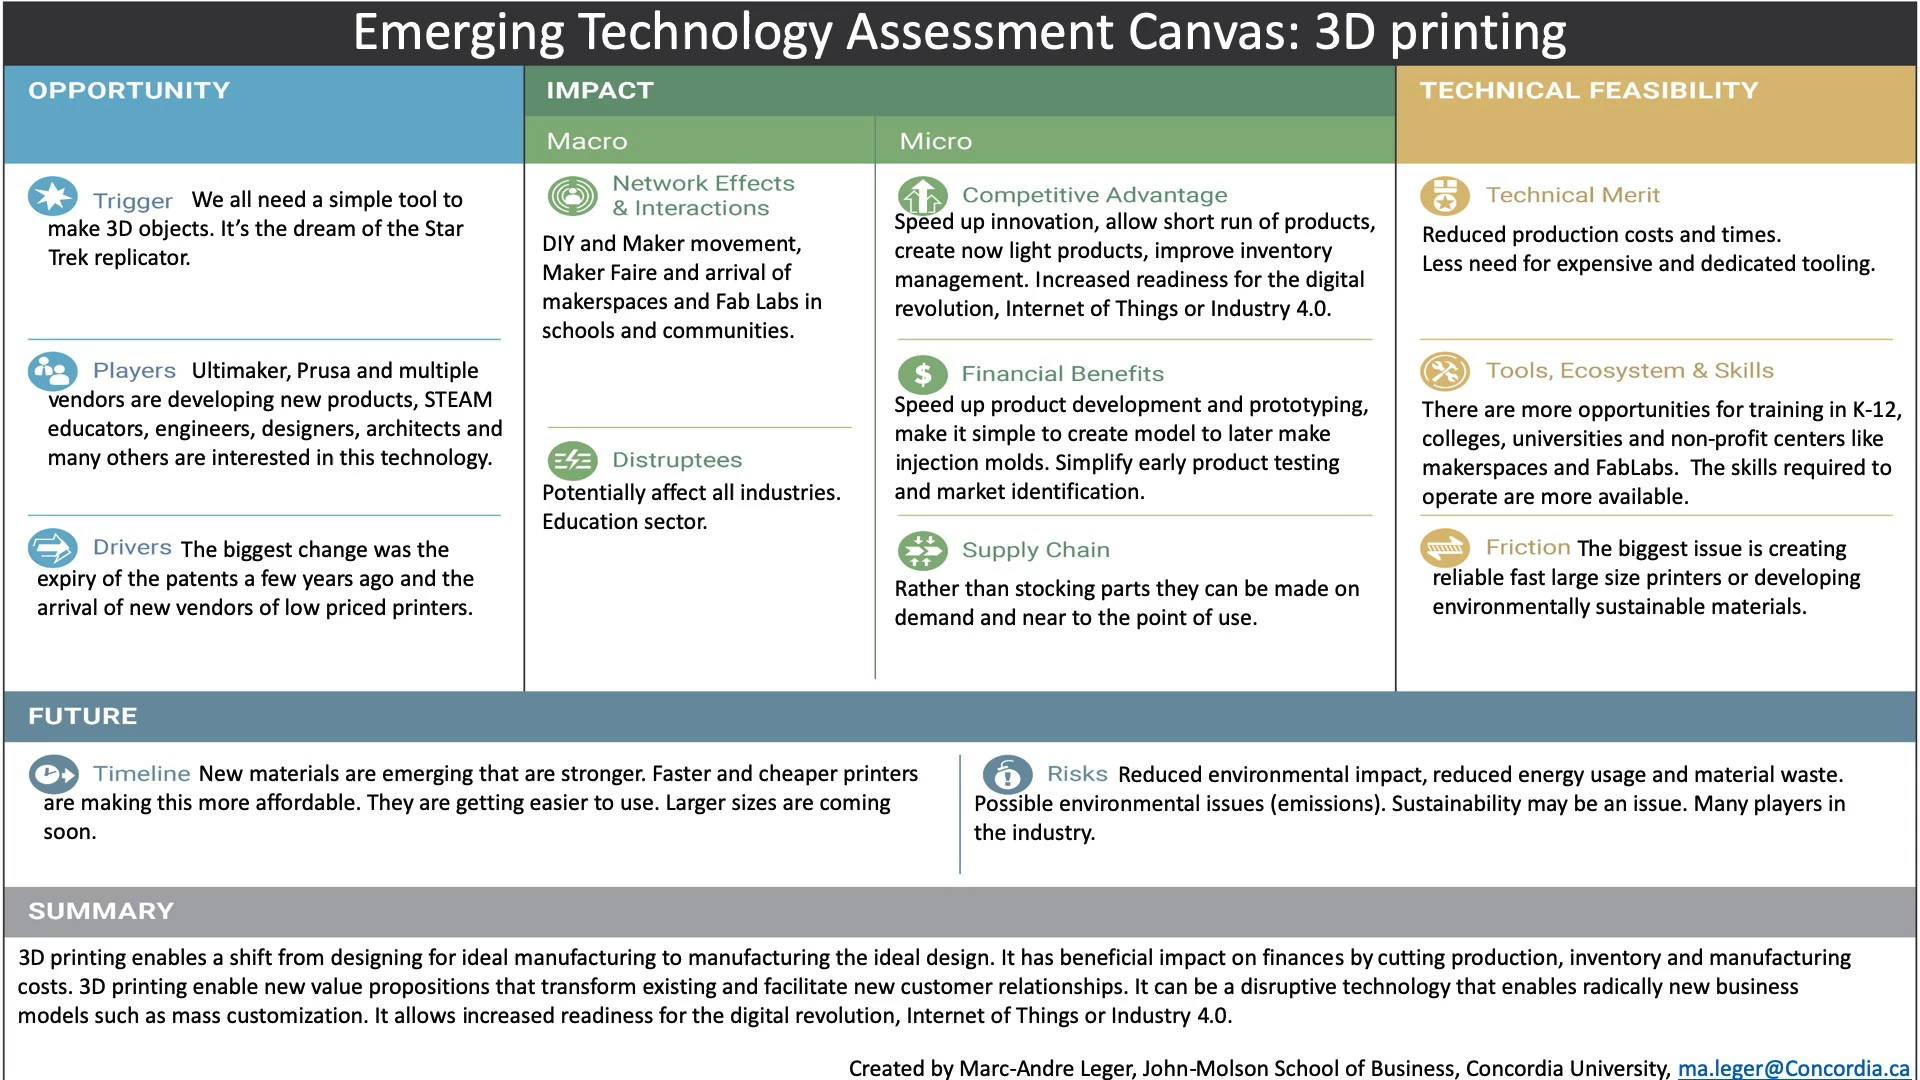 Emerging Technology Assessment Canvas: 3D printing
OPPORTUNITY
Trigger We all need a simple tool to
make 3D objects. It's the dream of the Star
Trek replicator.
Players Ultimaker, Prusa and multiple
vendors are developing new products, STEAM
educators, engineers, designers, architects and
many others are interested in this technology.
Drivers The biggest change was the
expiry of the patents a few years ago and the
arrival of new vendors of low priced printers.
IMPACT
Macro
Network Effects
& Interactions
DIY and Maker movement,
Maker Faire and arrival of
makerspaces and Fab Labs in
schools and communities.
Distruptees
Potentially affect all industries.
Education sector.
Micro
Competitive Advantage
Speed up innovation, allow short run of products,
create now light products, improve inventory
management. Increased readiness for the digital
revolution, Internet of Things or Industry 4.0.
Financial Benefits
Speed up product development and prototyping,
make it simple to create model to later make
injection molds. Simplify early product testing
and market identification.
Supply Chain
Rather than stocking parts they can be made on
demand and near to the point of use.
TECHNICAL FEASIBILITY
Technical Merit
Reduced production costs and times.
Less need for expensive and dedicated tooling.
Tools, Ecosystem & Skills
There are more opportunities for training in K-12,
colleges, universities and non-profit centers like
makerspaces and FabLabs. The skills required to
operate are more available.
Friction The biggest issue is creating
reliable fast large size printers or developing
environmentally sustainable materials.
FUTURE
Timeline New materials are emerging that are stronger. Faster and cheaper printers
are making this more affordable. They are getting easier to use. Larger sizes are coming
soon.
Risks Reduced environmental impact, reduced energy usage and material waste.
Possible environmental issues (emissions). Sustainability may be an issue. Many players in
the industry.
SUMMARY
3D printing enables a shift from designing for ideal manufacturing to manufacturing the ideal design. It has beneficial impact on finances by cutting production, inventory and manufacturing
costs. 3D printing enable new value propositions that transform existing and facilitate new customer relationships. It can be a disruptive technology that enables radically new business
models such as mass customization. It allows increased readiness for the digital revolution, Internet of Things or Industry 4.0.
Created by Marc-Andre Leger, John-Molson School of Business, Concordia University, ma.leger@Concordia.ca